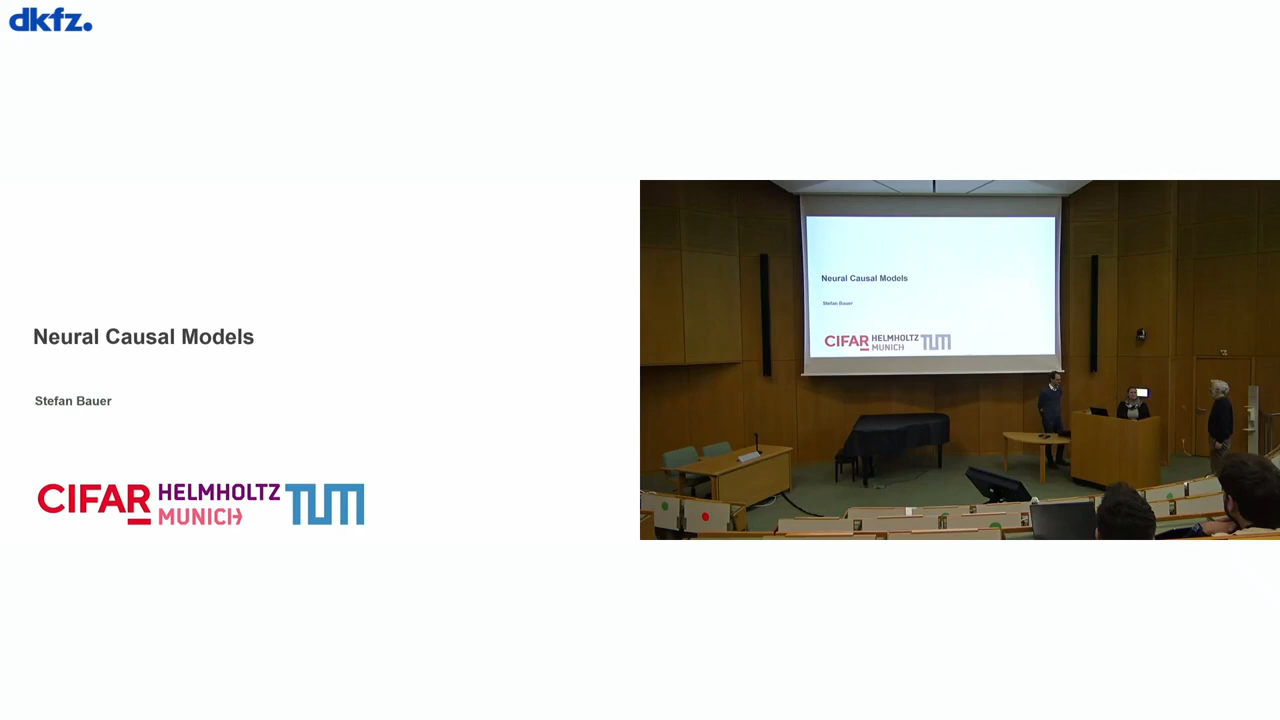 dkfz.
Neural Causal Models
Stefan Bauer
CIFAR HELMHOLTZ MUNICH TUM
Neural Causal Models
Stefan Bauer
CIFAR HELMHOLTZ MUNICH TUM